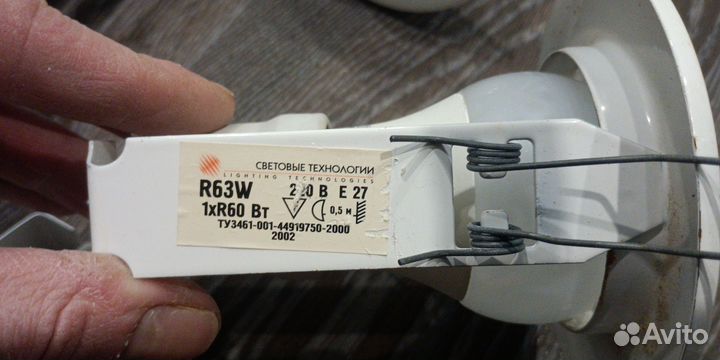 СВЕТОВЫЕ ТЕХНОЛОГИИ
LIGHTING TECHNOLOGIES
R63W 220 В E 27
1xR60 Вт 0,5 м
ТУ3461-001-44919750-2000
2002
Avito